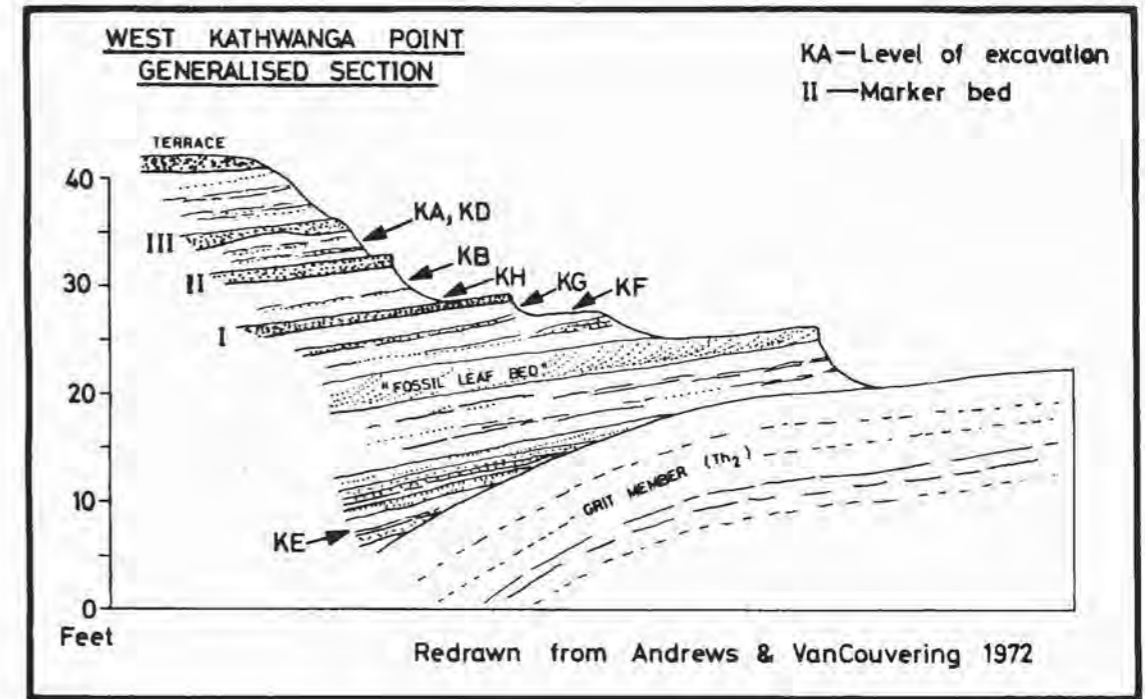 WEST KATHWANGA POINT
GENERALISED SECTION
KA—Level of excavation
II—Marker bed
TERRACE
40
KA, KD
III
KB
II
KH
KG
KF
30
I
"FOSSIL LEAF BED"
20
GRIT MEMBER (Th₂)
10
KE
0
Feet
Redrawn from Andrews & VanCouvering 1972